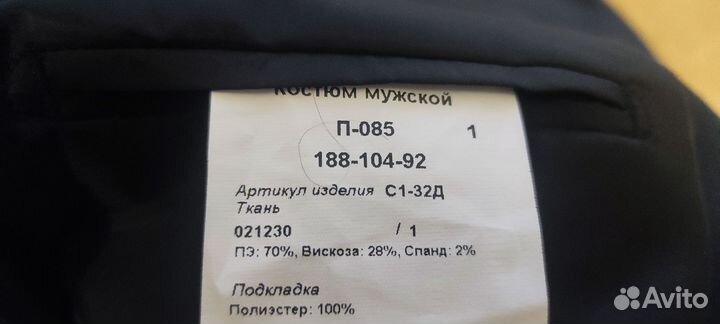 Костюм мужской
П-085 1
188-104-92
Артикул изделия С1-32Д
Ткань
021230 / 1
ПЭ: 70%, Вискоза: 28%, Спанд: 2%
Подкладка
Полиэстер: 100%
Avito